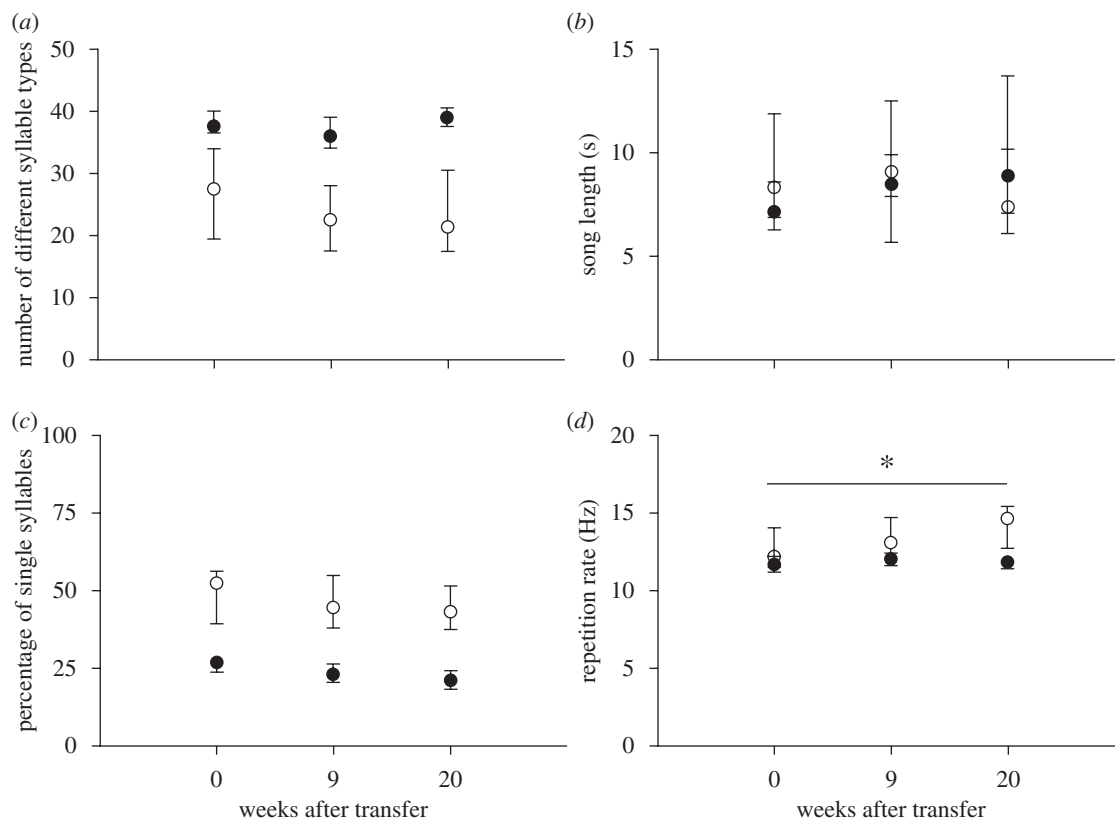 (a)
50
40
30
20
10
0
number of different syllable types
(b)
15
10
5
0
song length (s)
(c)
100
75
50
25
0
percentage of single syllables
0 9 20
weeks after transfer
(d)
20
15
10
5
0
repetition rate (Hz)
*
0 9 20
weeks after transfer